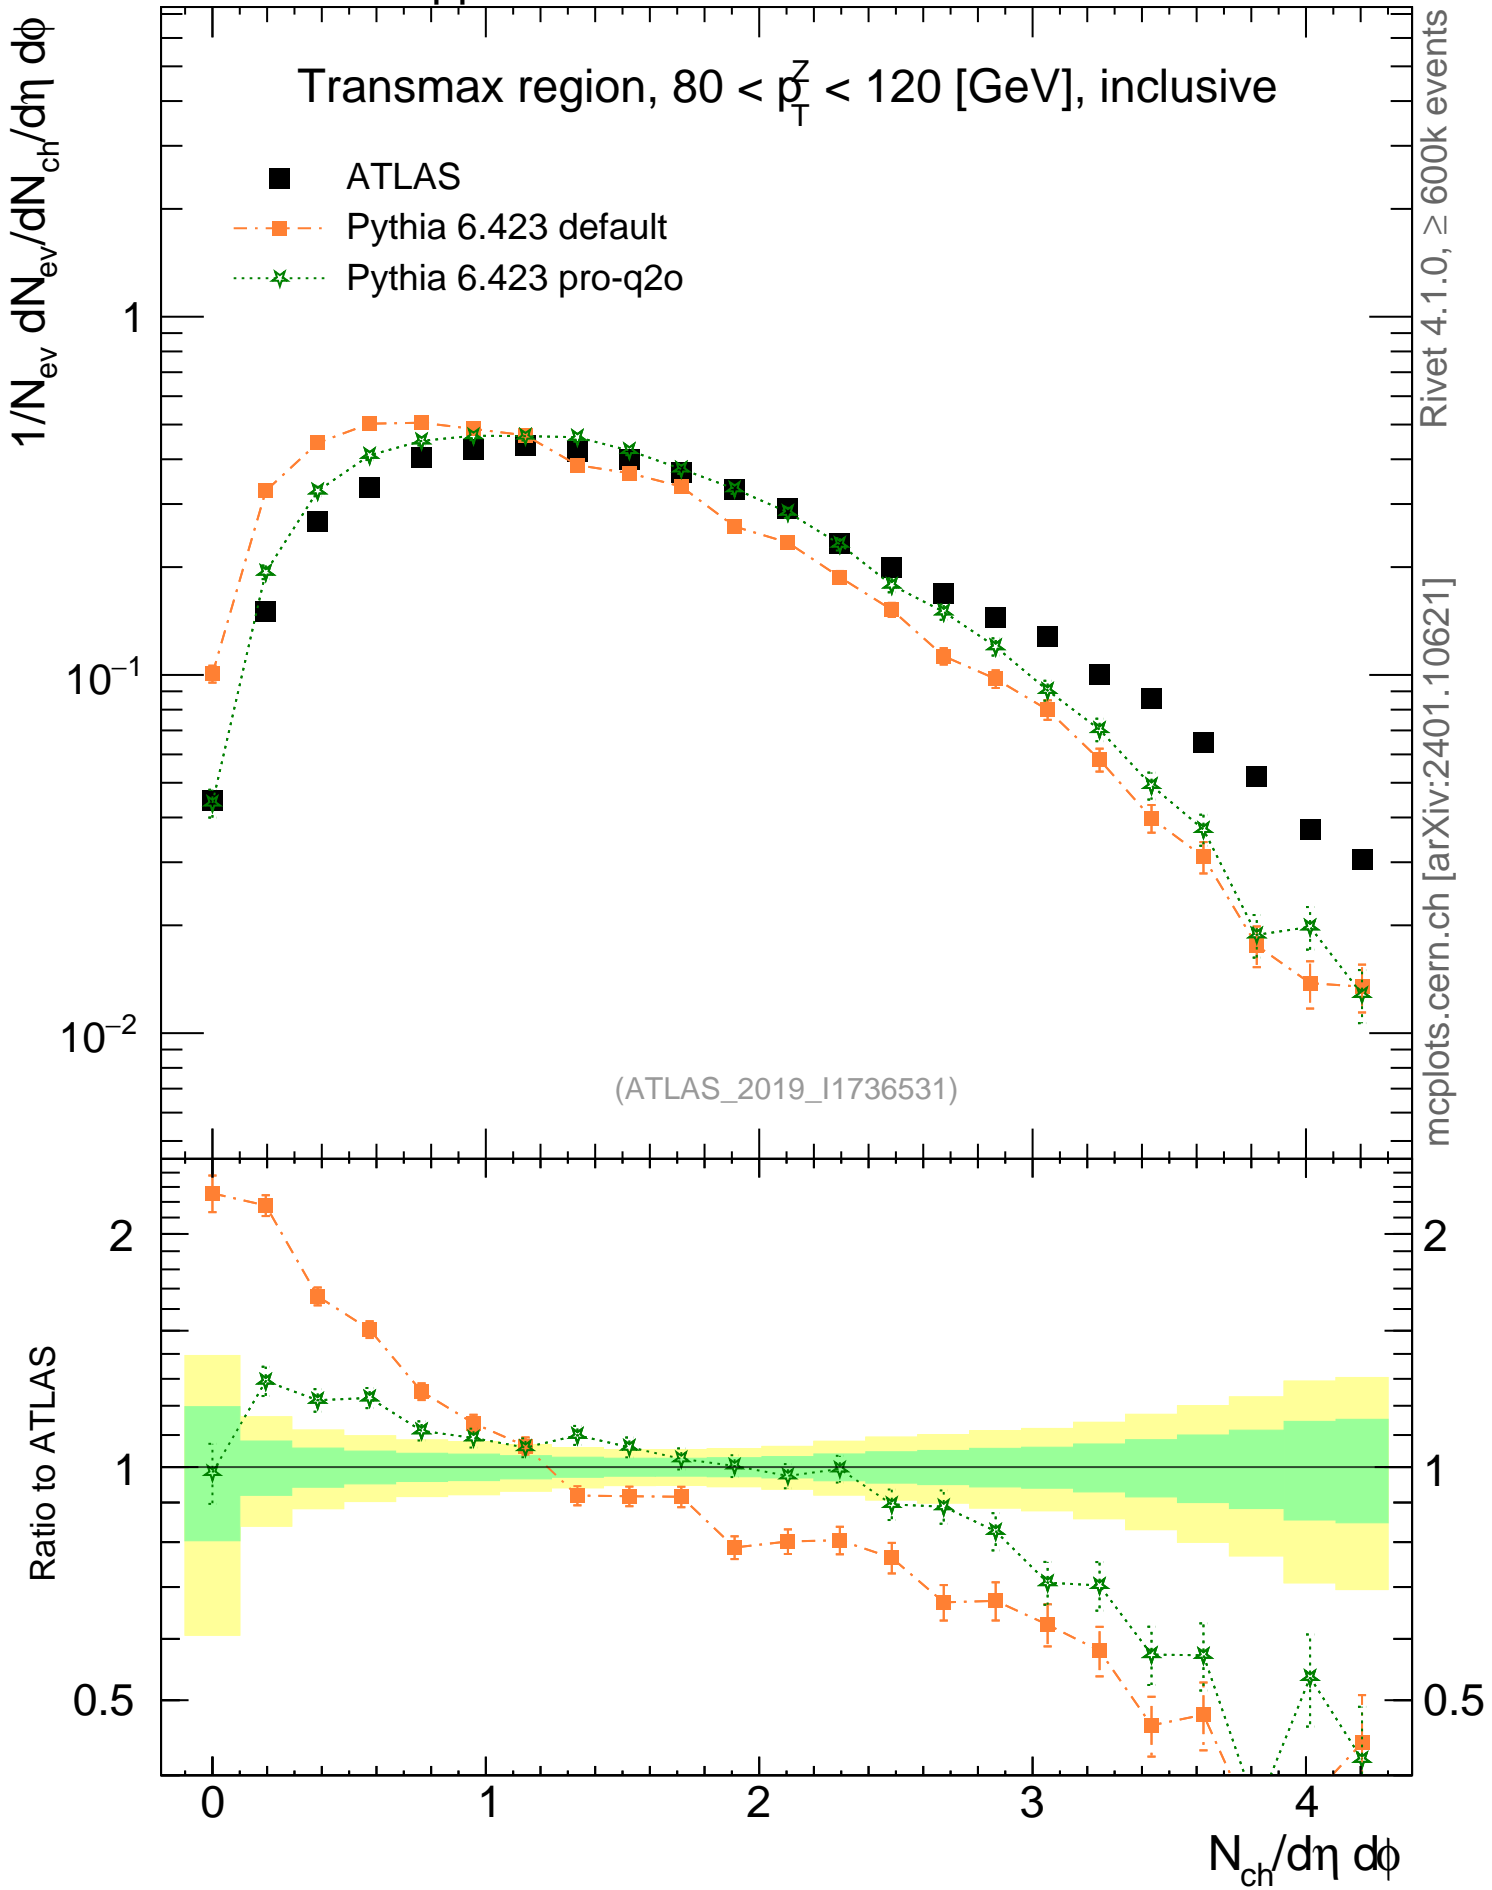 pp
Transmax region, 80 < p_T^Z < 120 [GeV], inclusive
ATLAS
Pythia 6.423 default
Pythia 6.423 pro-q2o
1/N_ev dN_ev/dN_ch/dη dϕ
1
10⁻¹
10⁻²
Rivet 4.1.0, ≥ 600k events
mcplots.cern.ch [arXiv:2401.10621]
(ATLAS_2019_I1736531)
Ratio to ATLAS
2
1
0.5
2
1
0.5
0 1 2 3 4
N_ch/dη dϕ